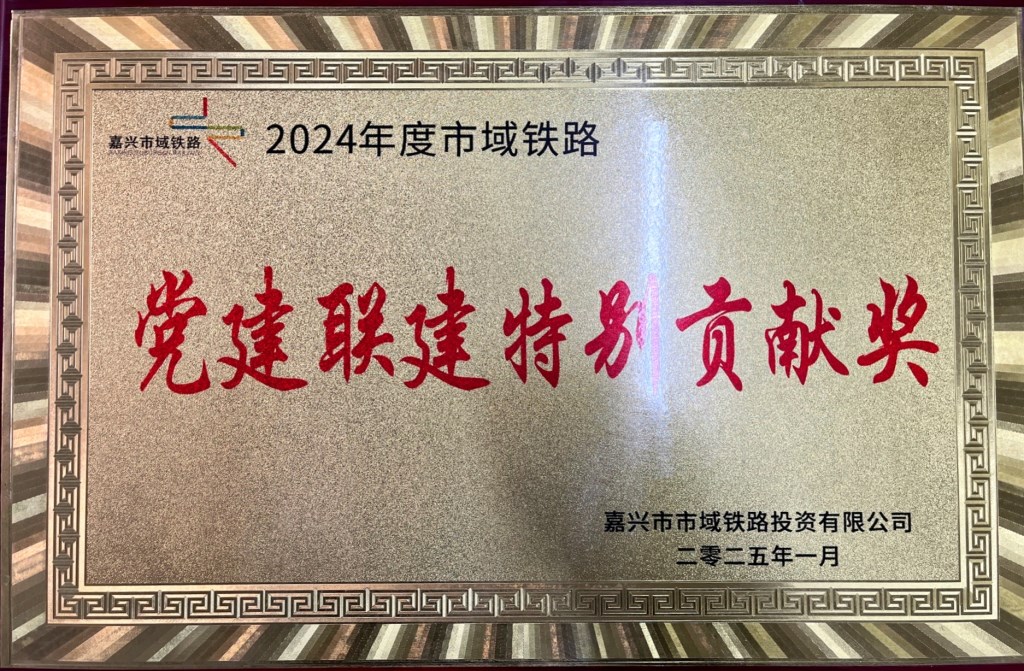 嘉兴市域铁路
2024年度市域铁路
党建联建特别贡献奖
嘉兴市市域铁路投资有限公司
二零二五年一月